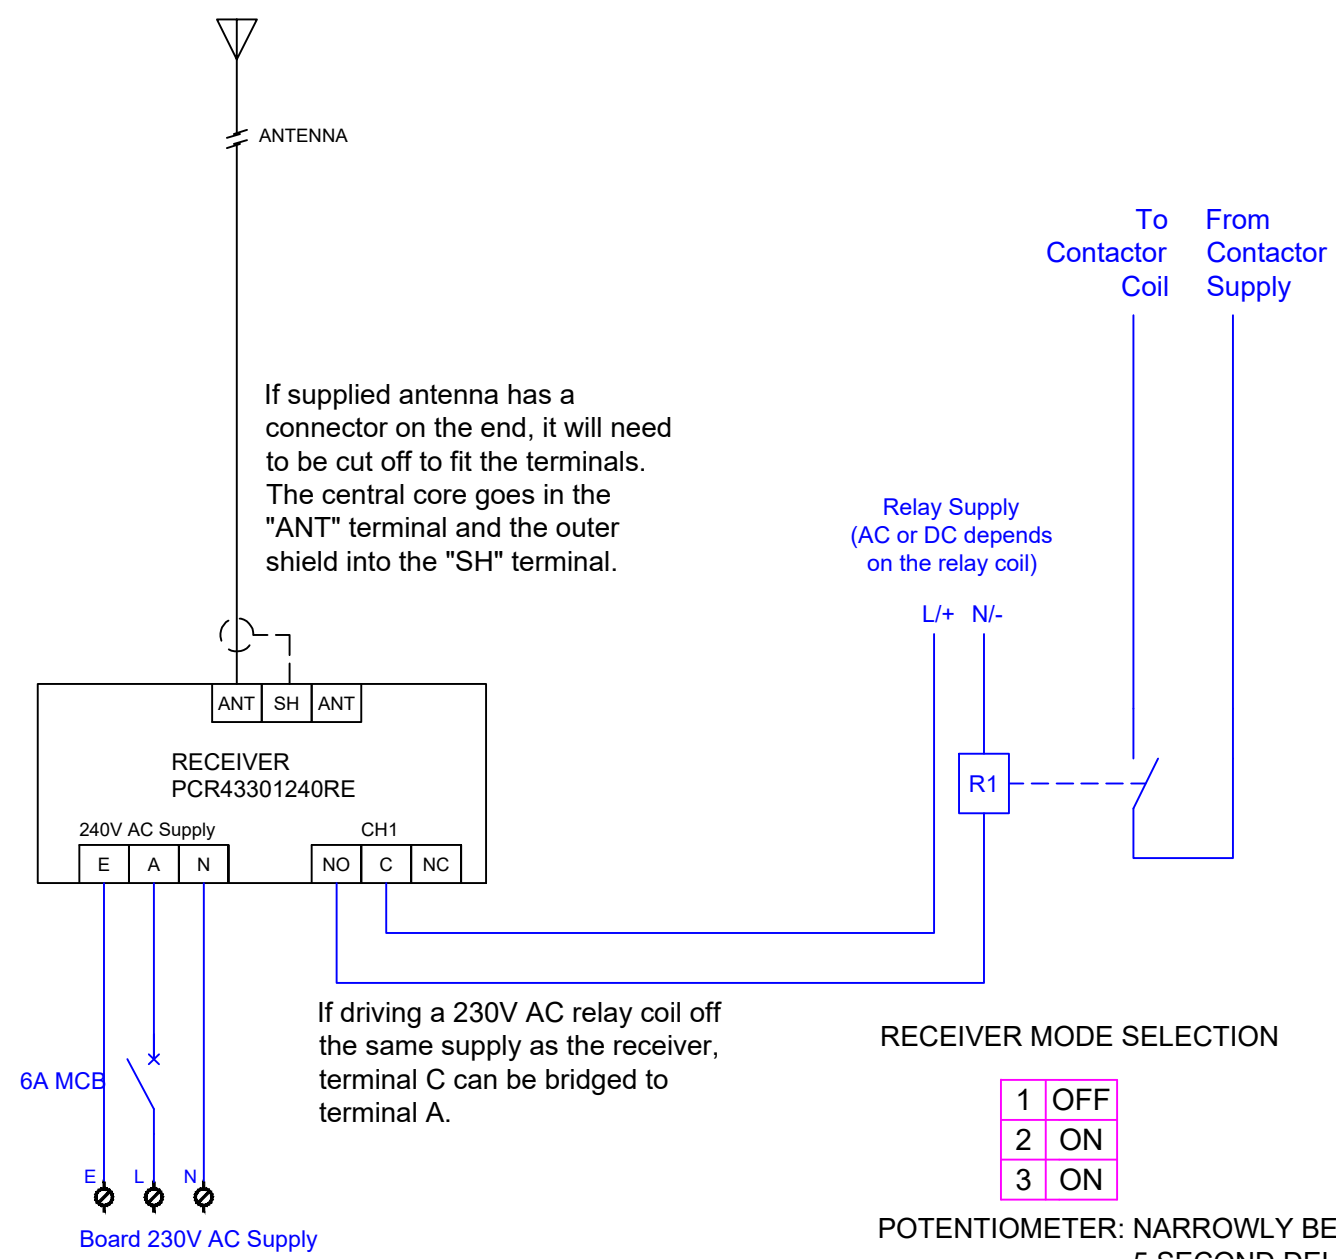 ANTENNA
To From
Contactor Contactor
Coil Supply
If supplied antenna has a
connector on the end, it will need
to be cut off to fit the terminals.
The central core goes in the
"ANT" terminal and the outer
shield into the "SH" terminal.
Relay Supply
(AC or DC depends
on the relay coil)
L/+ N/-
ANT SH ANT
RECEIVER
PCR43301240RE
R1
240V AC Supply CH1
E A N NO C NC
If driving a 230V AC relay coil off
the same supply as the receiver,
terminal C can be bridged to
terminal A.
RECEIVER MODE SELECTION
6A MCB
1 OFF
2 ON
3 ON
E L N
Board 230V AC Supply
POTENTIOMETER: NARROWLY BE
5 SECOND